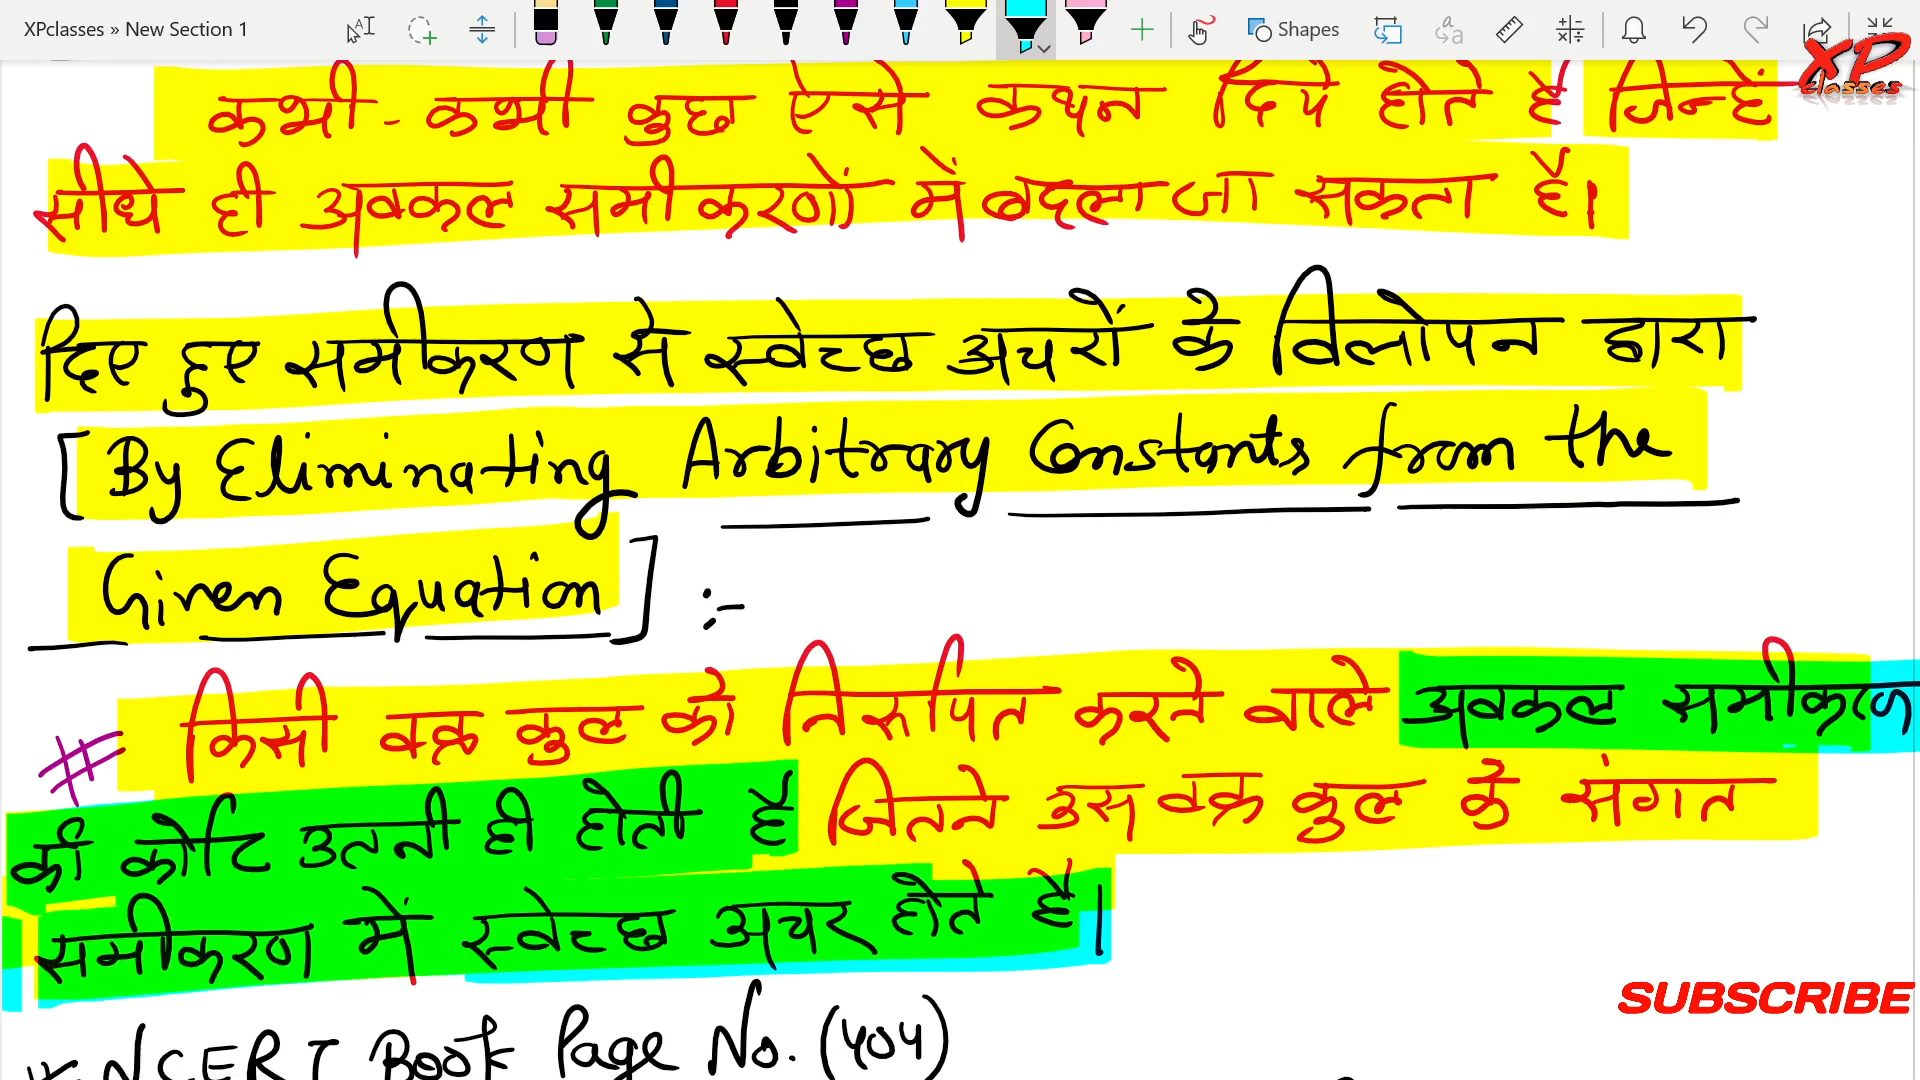 XPclasses » New Section 1
Shapes
XP
classes
कभी - कभी कुछ ऐसे कथन दिये होते हैं जिन्हें
सीधे ही अवकल समीकरणों में बदला जा सकता है।
दिए हुए समीकरण से स्वेच्छ अचरों के विलोपन द्वारा
[By Eliminating Arbitrary Constants from the
Given Equation] :-
# किसी वक्र कुल को निरूपित करने वाले अवकल समीकरण
की कोटि उतनी ही होती है जितने उस वक्र कुल के संगत
समीकरण में स्वेच्छ अचर होते हैं।
SUBSCRIBE
* NCERT Book Page No. (404)